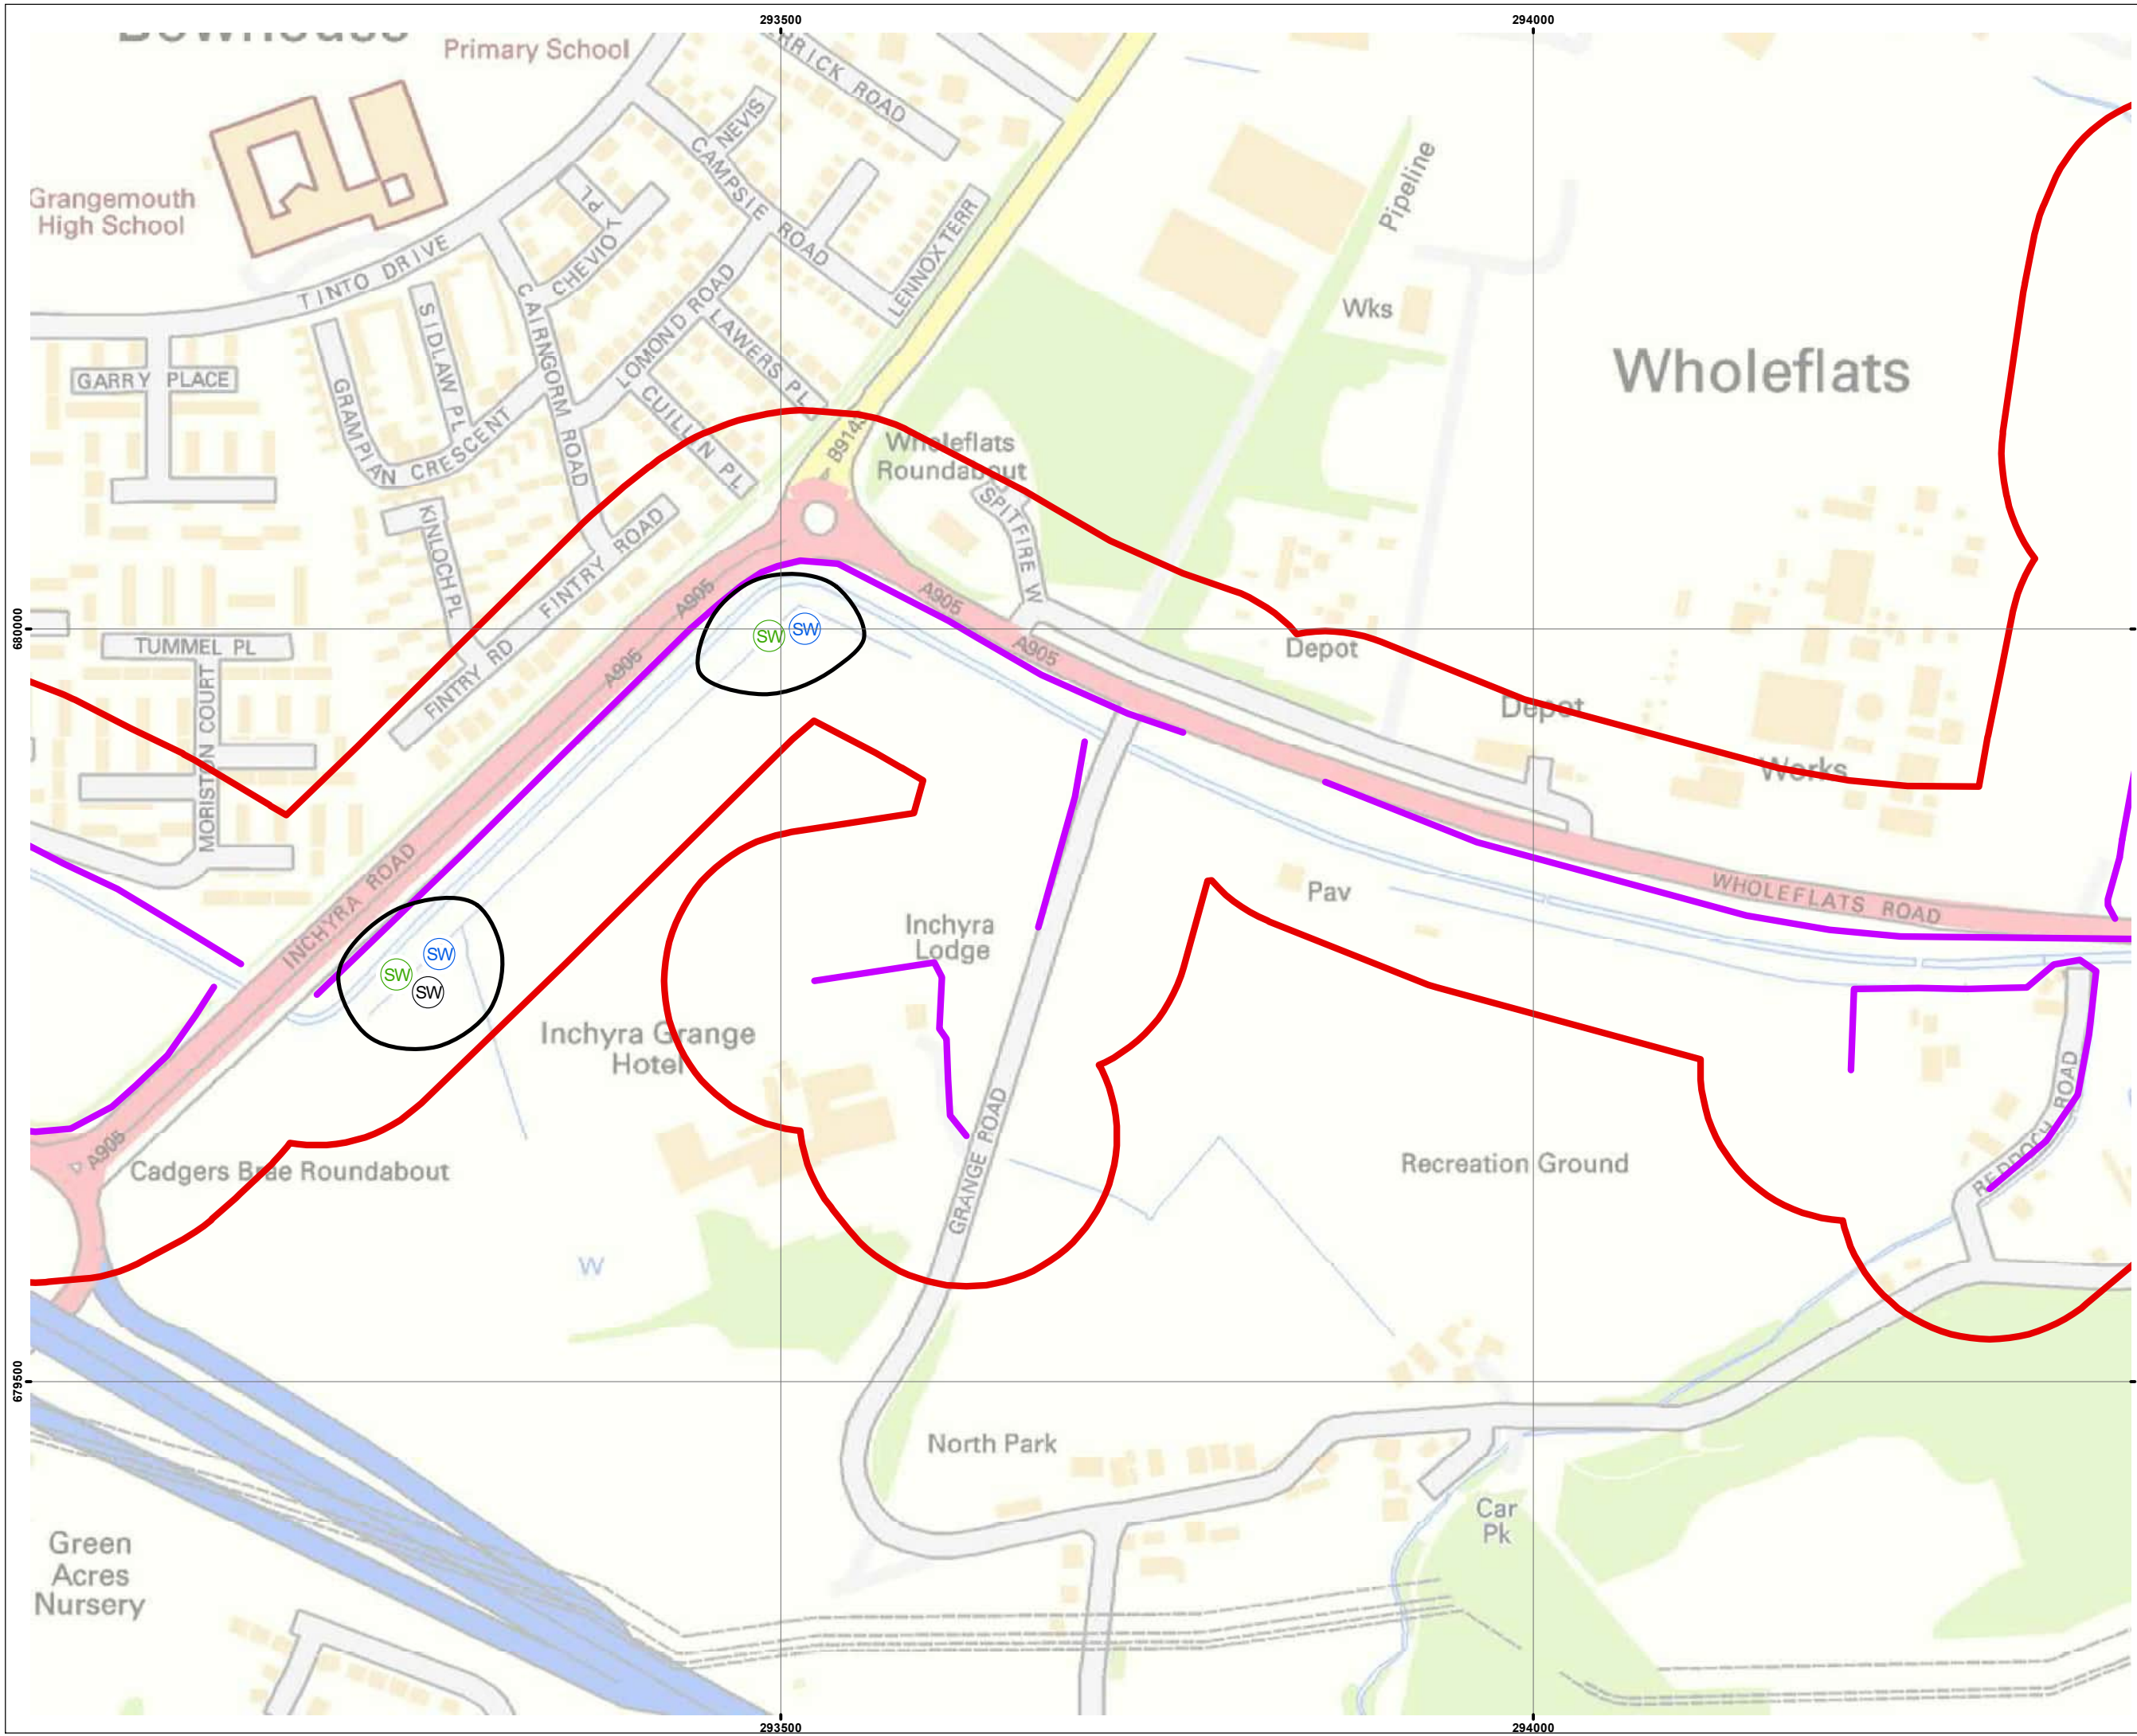 293500
294000
Primary School
NEVIS
ROAD
CAMPSIE
ROAD
Grangemouth
High School
PL
CHEVIOT
LENNOX TERR
Pipeline
TINTO DRIVE
SIDLAW PL
CAIRNGORM ROAD
LOMOND ROAD
LAWERS PL
Wks
Wholeflats
GARRY PLACE
GRAMPIAN
CRESCENT
CUILLIN PL
Wholeflats
Roundabout
SPITFIRE W
KINLOCH PL
FINTRY ROAD
FINTRY RD
A905
A905
A905
A905
680000
SW
SW
Depot
Depot
Works
TUMMEL PL
MORISTON COURT
INCHYRA ROAD
WHOLEFLATS ROAD
Pav
Inchyra
Lodge
SW
SW
SW
Inchyra Grange
Hotel
GRANGE ROAD
A905
Cadgers Brae Roundabout
Recreation Ground
REDDOCH ROAD
W
679500
North Park
Car
Pk
Green
Acres
Nursery
293500
294000